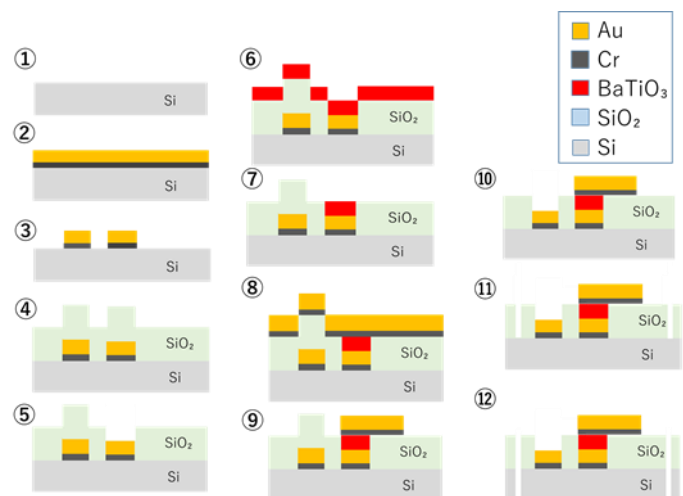 ①
Si
②
Si
③
Si
④
SiO₂
Si
⑤
SiO₂
Si
⑥
SiO₂
Si
⑦
SiO₂
Si
⑧
SiO₂
Si
⑨
SiO₂
Si
Au
Cr
BaTiO₃
SiO₂
Si
⑩
SiO₂
Si
⑪
SiO₂
Si
⑫
SiO₂
Si